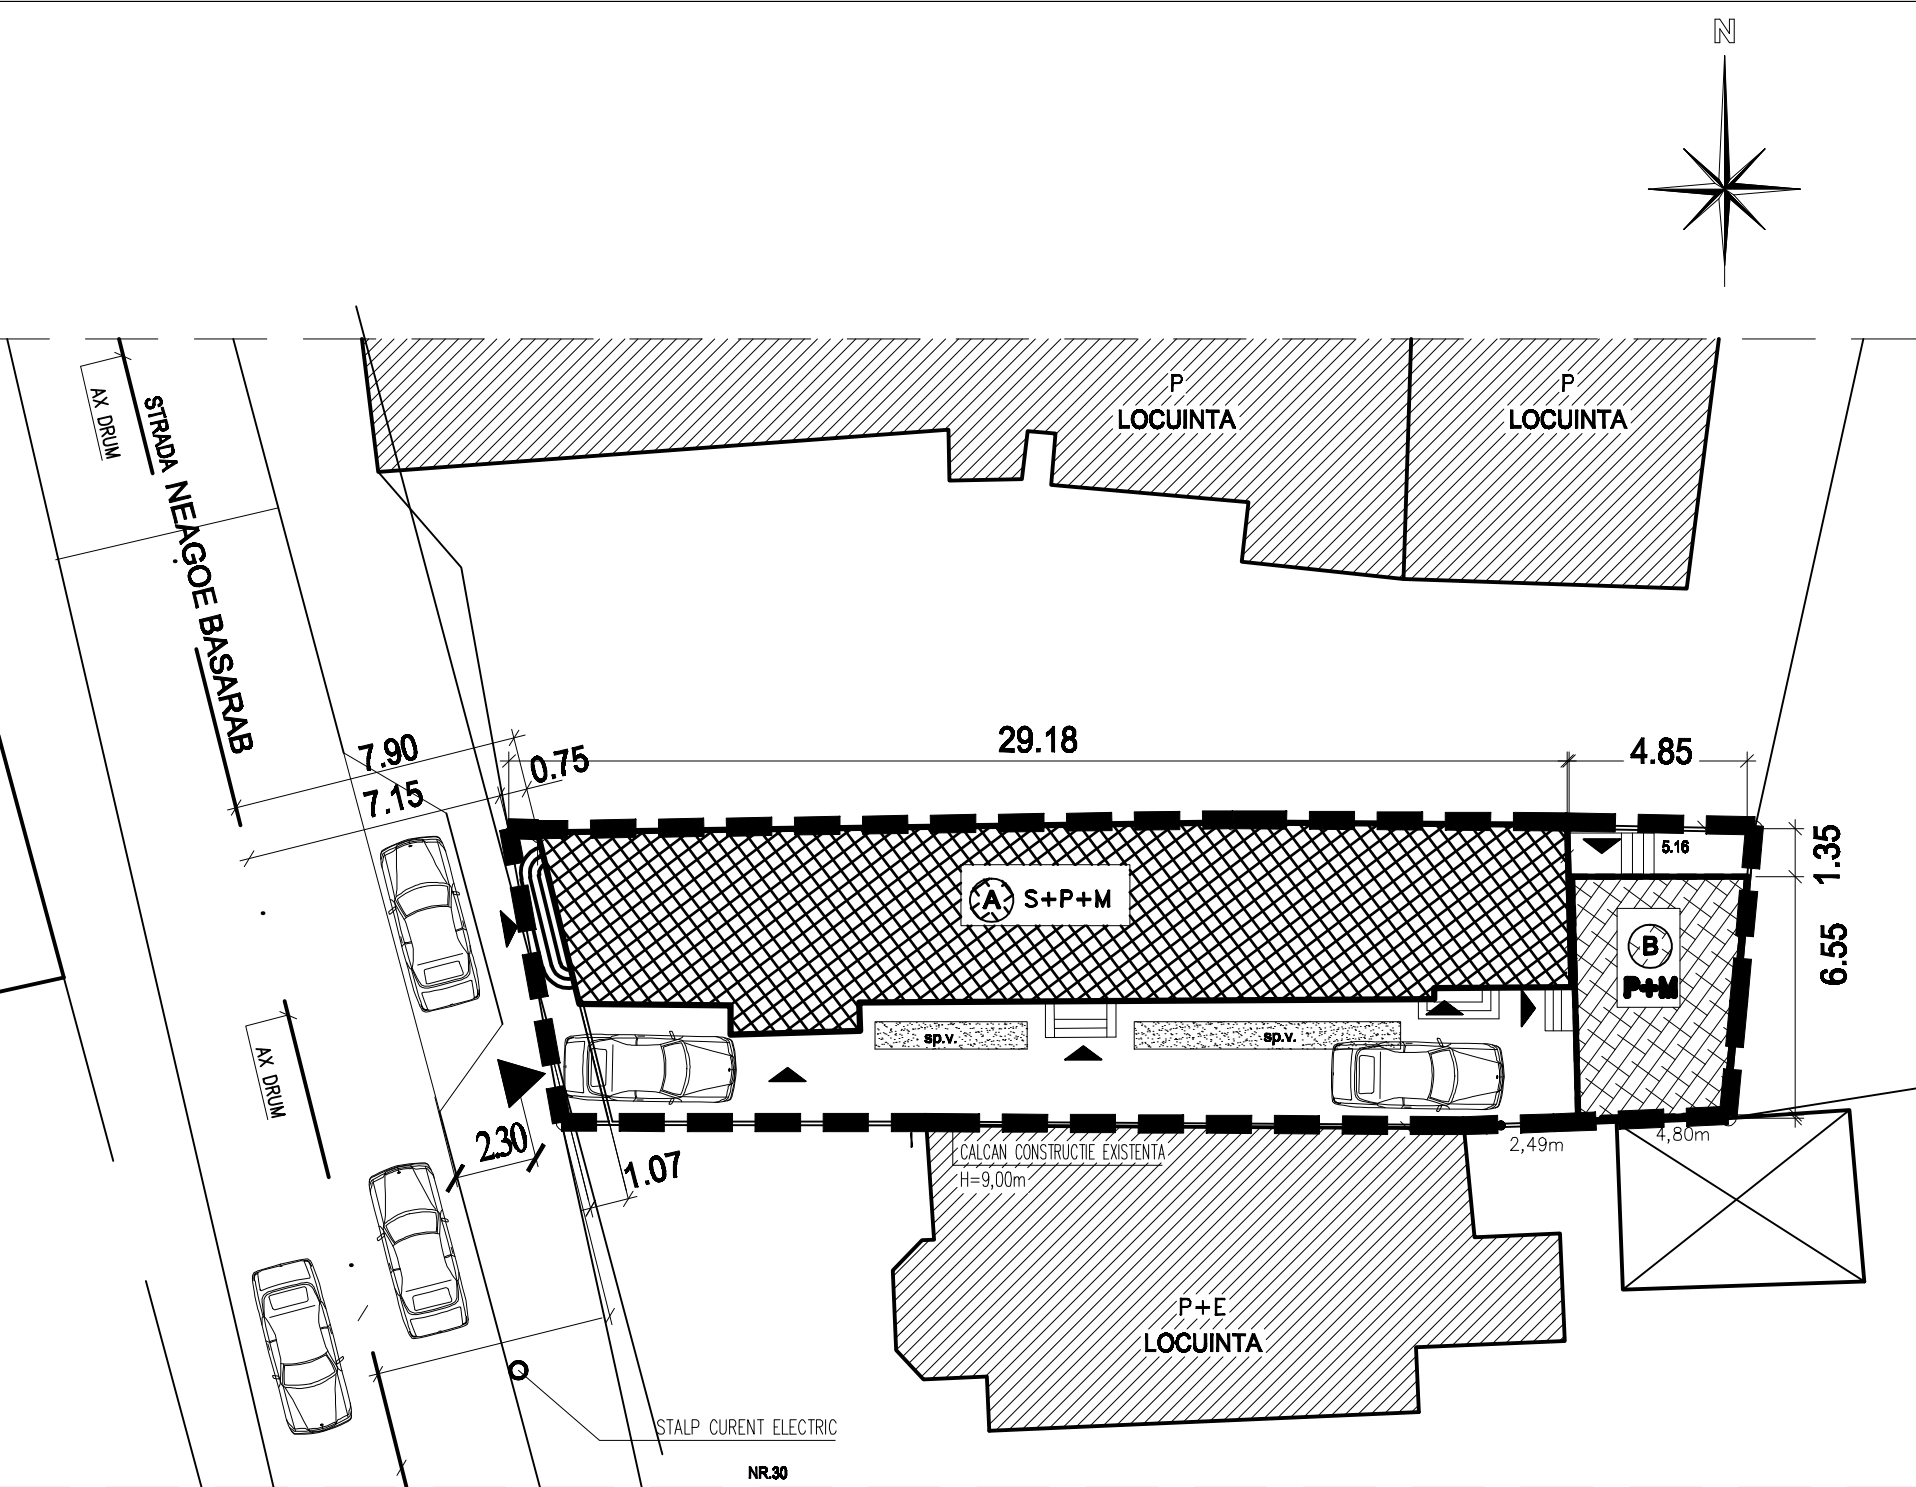 N
P
LOCUINTA
P
LOCUINTA
AX DRUM
STRADA NEAGOE BASARAB
7.90
7.15
0.75
29.18
4.85
1.35
6.55
5.16
A S+P+M
B
P+M
sp.v.
sp.v.
AX DRUM
2.30
1.07
CALCAN CONSTRUCTIE EXISTENTA
H=9,00m
2,49m
4,80m
P+E
LOCUINTA
STALP CURENT ELECTRIC
NR.30